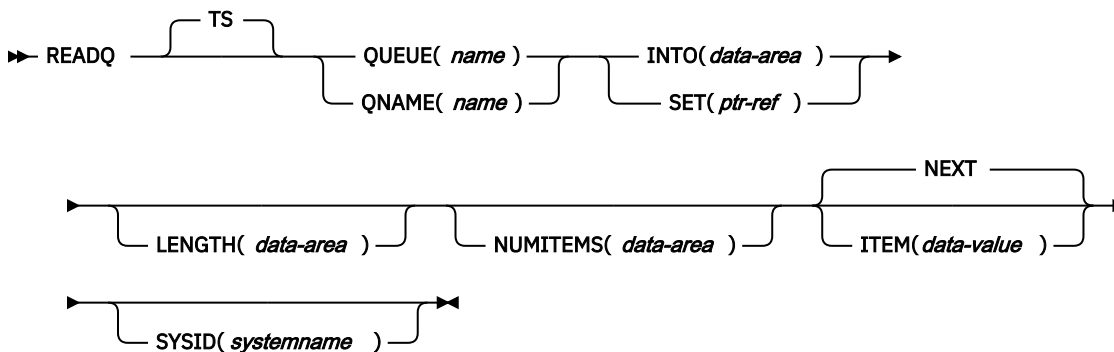 TS
READQ QUEUE( name ) INTO( data-area )
QNAME( name ) SET( ptr-ref )
NEXT
LENGTH( data-area ) NUMITEMS( data-area ) ITEM( data-value )
SYSID( systemname )